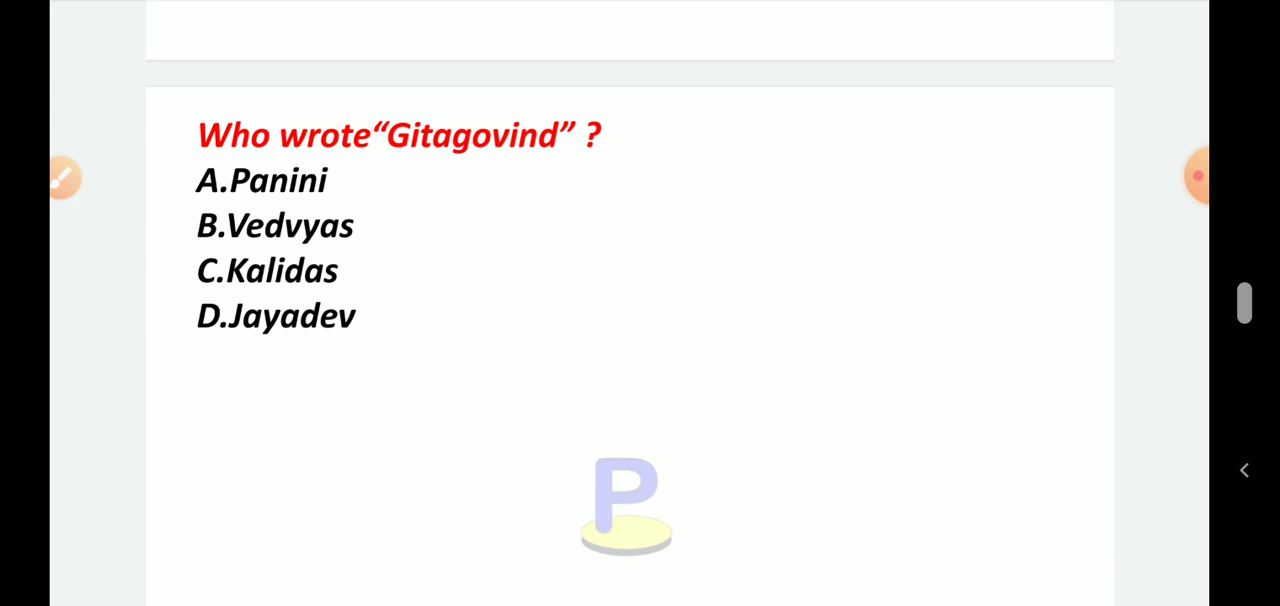 Who wrote“Gitagovind” ?
A.Panini
B.Vedvyas
C.Kalidas
D.Jayadev
P